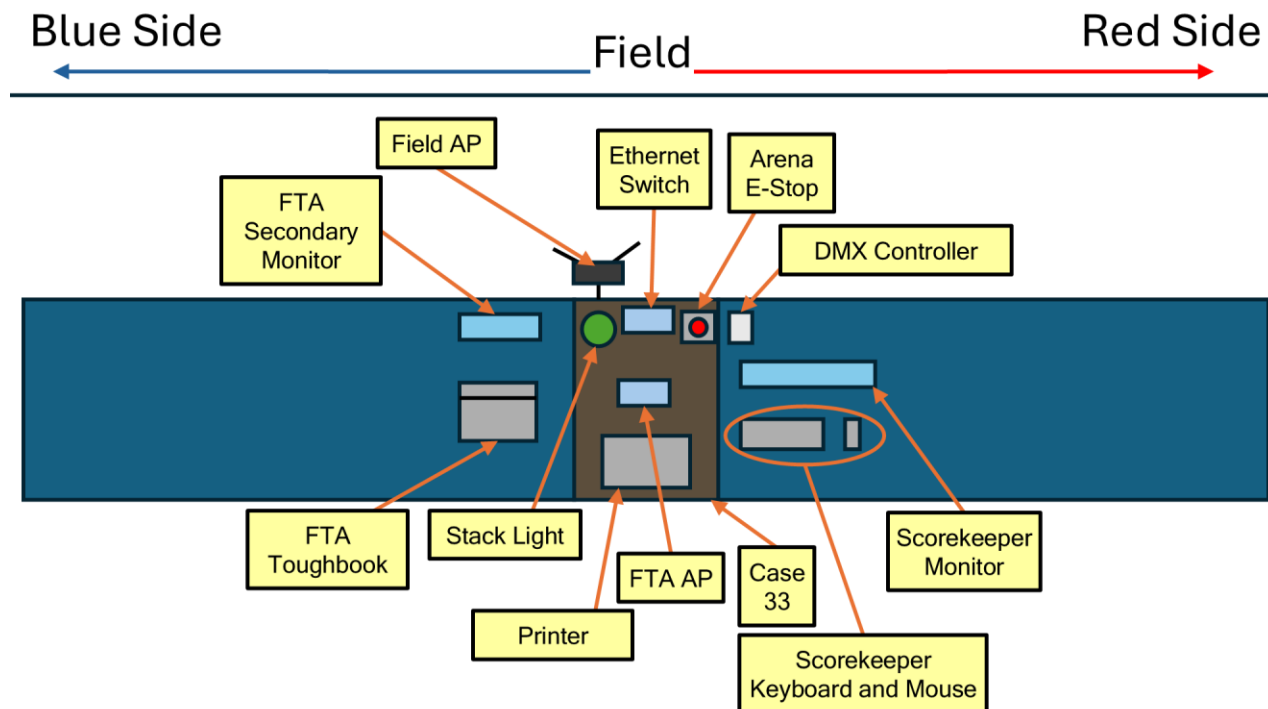 Blue Side
Field
Red Side
Field AP
Ethernet
Switch
Arena
E-Stop
FTA
Secondary
Monitor
DMX Controller
FTA
Toughbook
Stack Light
FTA AP
Case
33
Scorekeeper
Monitor
Printer
Scorekeeper
Keyboard and Mouse